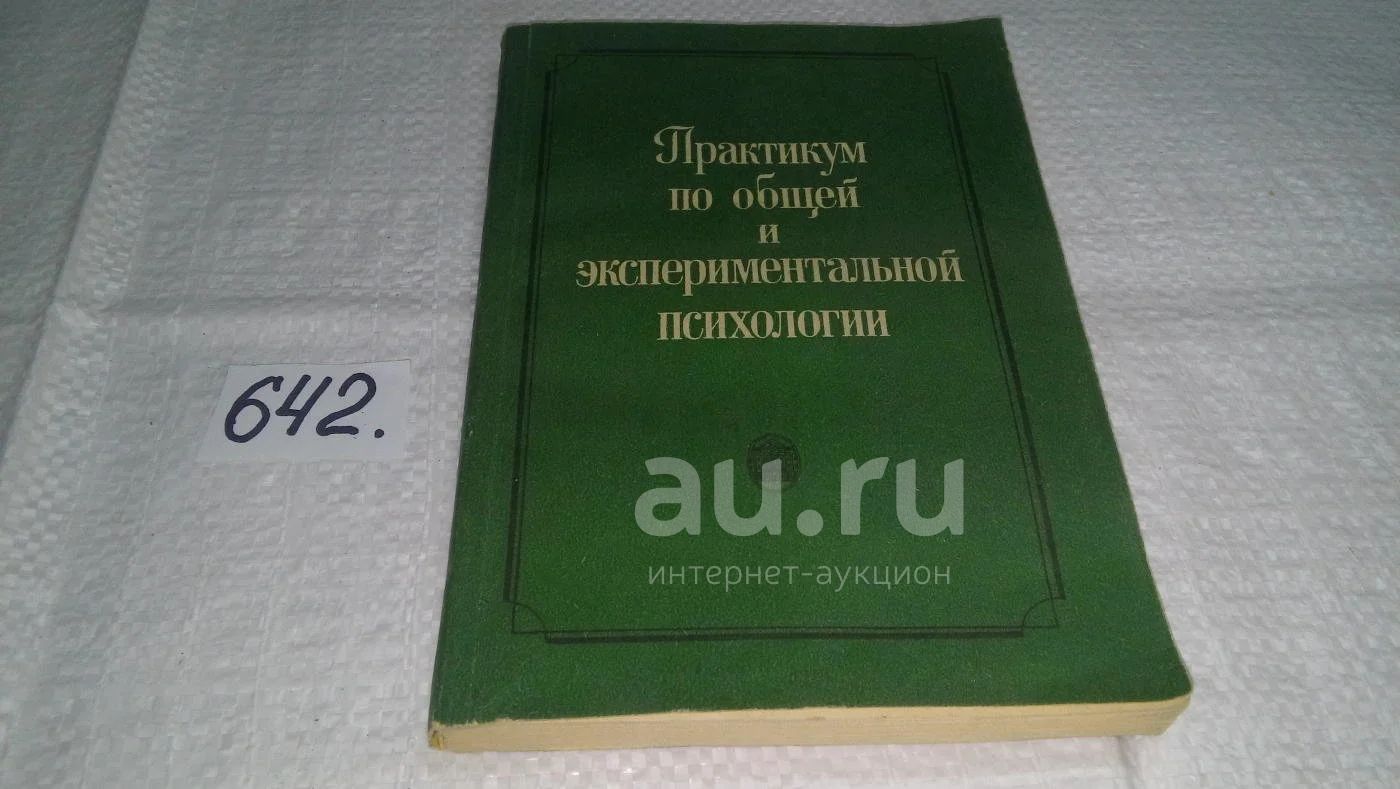 Практикум
по общей
и
экспериментальной
психологии
642.
au.ru
интернет-аукцион